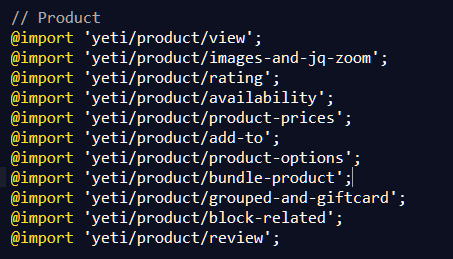 // Product
@import 'yeti/product/view';
@import 'yeti/product/images-and-jq-zoom';
@import 'yeti/product/rating';
@import 'yeti/product/availability';
@import 'yeti/product/product-prices';
@import 'yeti/product/add-to';
@import 'yeti/product/product-options';
@import 'yeti/product/bundle-product';
@import 'yeti/product/grouped-and-giftcard';
@import 'yeti/product/block-related';
@import 'yeti/product/review';